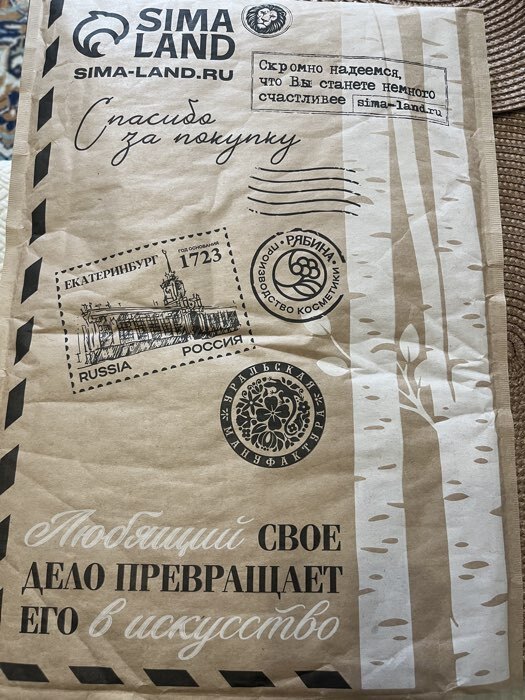 SIMA
LAND
SIMA-LAND.RU
Скромно надеемся,
что Вы станете немного
счастливее sima-land.ru
Спасибо
за покупку
ЕКАТЕРИНБУРГ
ГОД ОСНОВАНИЯ
1723
RUSSIA
РОССИЯ
РЯБИНА
ПРОИЗВОДСТВО КОСМЕТИКИ
УРАЛЬСКАЯ
МАНУФАКТУРА
Любящий СВОЕ
ДЕЛО ПРЕВРАЩАЕТ
ЕГО в искусство